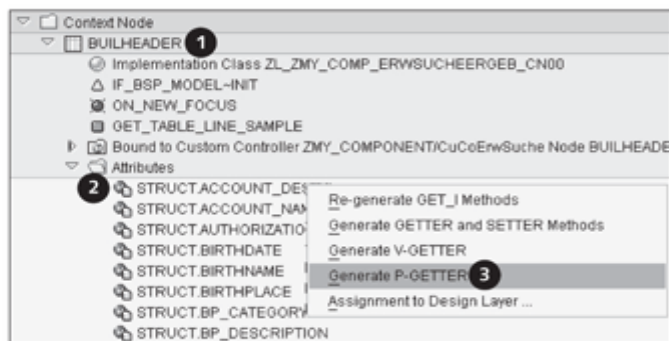 Context Node
BUILHEADER 1
Implementation Class ZL_ZMY_COMP_ERWSUCHEERGEB_CN00
IF_BSP_MODEL~INIT
ON_NEW_FOCUS
GET_TABLE_LINE_SAMPLE
Bound to Custom Controller ZMY_COMPONENT/CuCoErwSuche Node BUILHEADE
Attributes
2 STRUCT.ACCOUNT_DES
STRUCT.ACCOUNT_NAM
STRUCT.AUTHORIZATIO
STRUCT.BIRTHDATE
STRUCT.BIRTHNAME
STRUCT.BIRTHPLACE
STRUCT.BP_CATEGORY
STRUCT.BP_DESCRIPTION
Re-generate GET_I Methods
Generate GETTER and SETTER Methods
Generate V-GETTER
Generate P-GETTER 3
Assignment to Design Layer ...